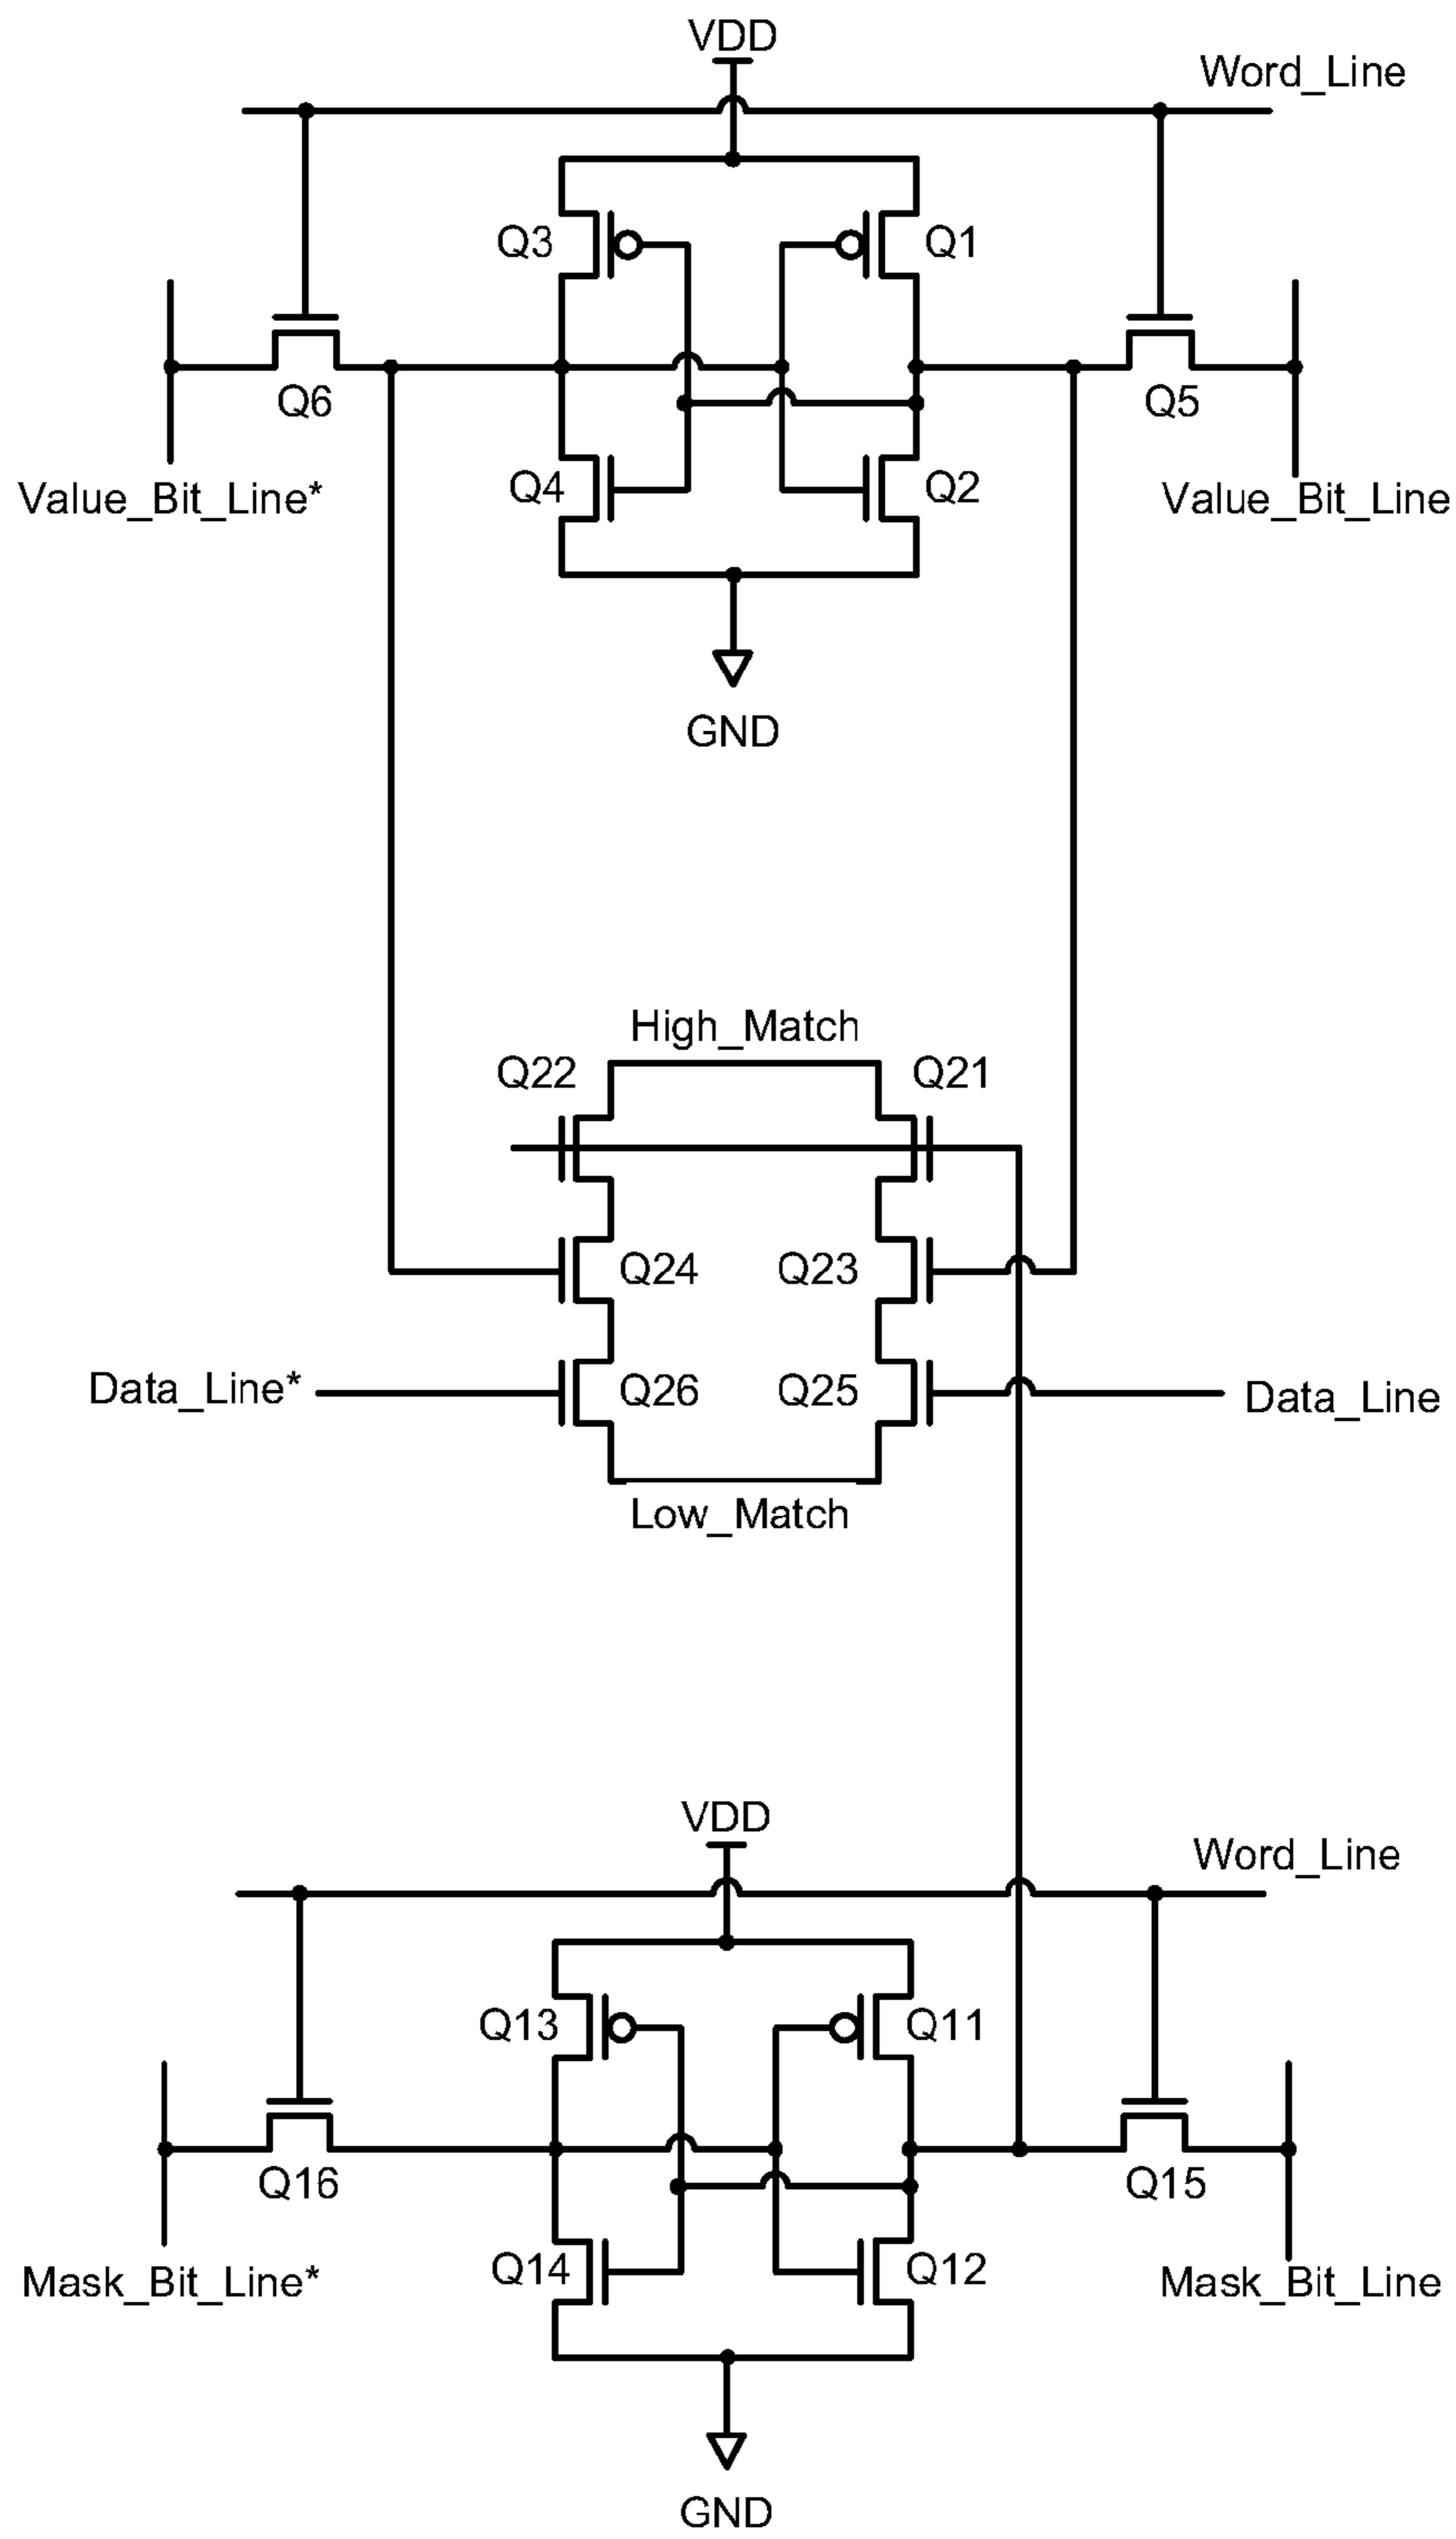 VDD
Word_Line
Q3
Q1
Q6
Q5
Q4
Q2
Value_Bit_Line*
Value_Bit_Line
GND
High_Match
Q22
Q21
Q24
Q23
Data_Line*
Q26
Q25
Data_Line
Low_Match
VDD
Word_Line
Q13
Q11
Q16
Q15
Q14
Q12
Mask_Bit_Line*
Mask_Bit_Line
GND